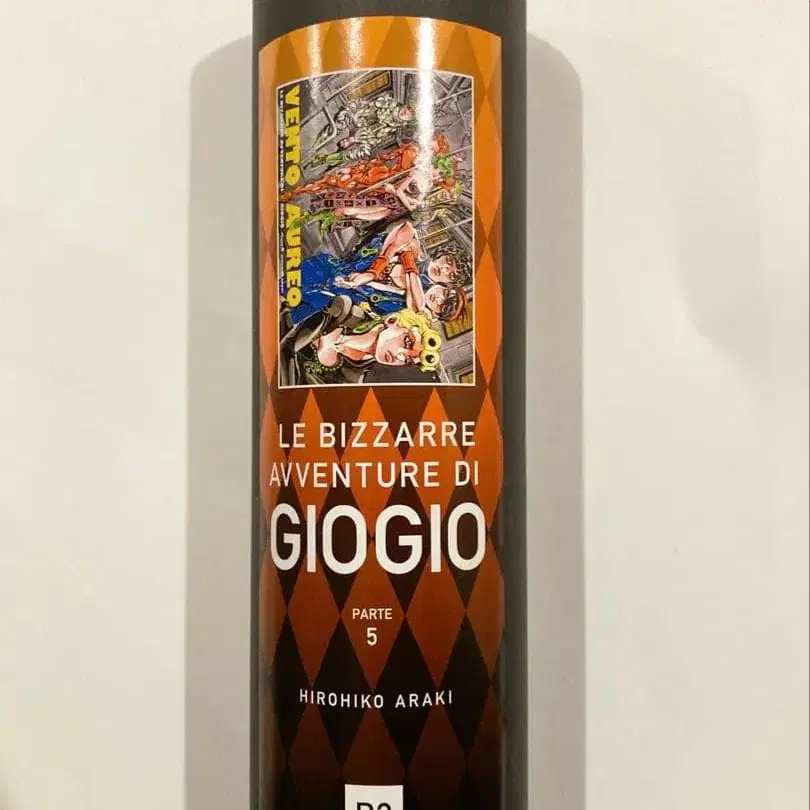 VENTO AUREO
LE BIZZARRE
AVVENTURE DI
GIOGIO
PARTE
5
HIROHIKO ARAKI